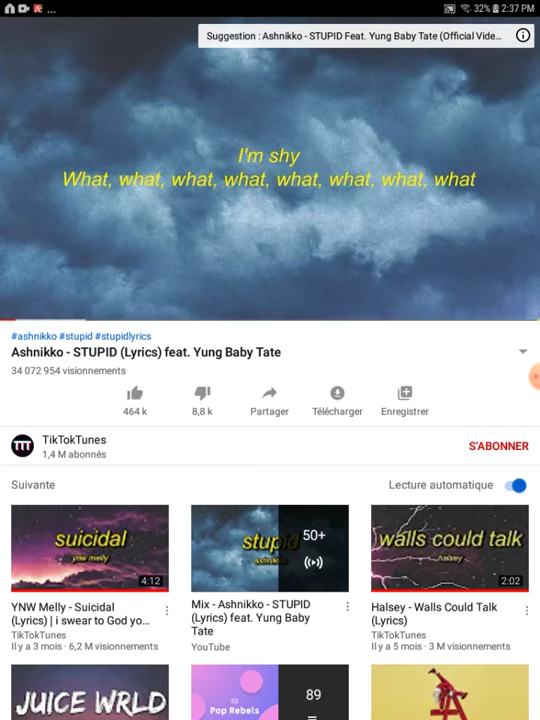 ... 32% 2:37 PM
Suggestion : Ashnikko - STUPID Feat. Yung Baby Tate (Official Vide...
I'm shy
What, what, what, what, what, what, what, what
#ashnikko #stupid #stupidlyrics
Ashnikko - STUPID (Lyrics) feat. Yung Baby Tate
34 072 954 visionnements
464 k 8,8 k Partager Télécharger Enregistrer
TTT TikTokTunes
1,4 M abonnés
S'ABONNER
Suivante Lecture automatique
suicidal
ynw melly
4:12
YNW Melly - Suicidal
(Lyrics) | i swear to God yo...
TikTokTunes
Il y a 3 mois · 6,2 M visionnements
stupid
50+
Mix - Ashnikko - STUPID
(Lyrics) feat. Yung Baby
Tate
YouTube
walls could talk
halsey
2:02
Halsey - Walls Could Talk
(Lyrics)
TikTokTunes
Il y a 5 mois · 3 M visionnements
JUICE WRLD
Pop Rebels
89